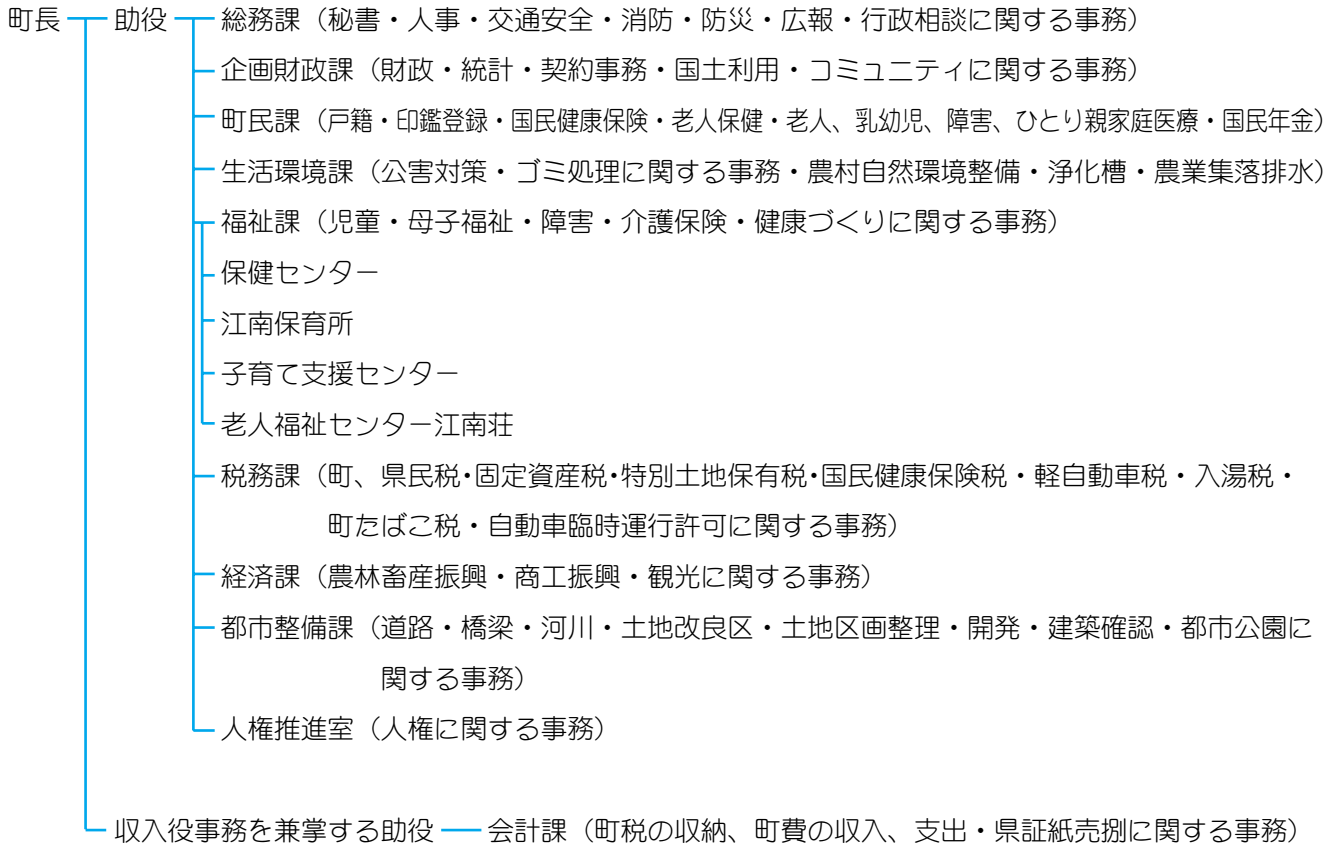 町長 助役 総務課（秘書・人事・交通安全・消防・防災・広報・行政相談に関する事務）
企画財政課（財政・統計・契約事務・国土利用・コミュニティに関する事務）
町民課（戸籍・印鑑登録・国民健康保険・老人保健・老人、乳幼児、障害、ひとり親家庭医療・国民年金）
生活環境課（公害対策・ゴミ処理に関する事務・農村自然環境整備・浄化槽・農業集落排水）
福祉課（児童・母子福祉・障害・介護保険・健康づくりに関する事務）
保健センター
江南保育所
子育て支援センター
老人福祉センター江南荘
税務課（町、県民税・固定資産税・特別土地保有税・国民健康保険税・軽自動車税・入湯税・
町たばこ税・自動車臨時運行許可に関する事務）
経済課（農林畜産振興・商工振興・観光に関する事務）
都市整備課（道路・橋梁・河川・土地改良区・土地区画整理・開発・建築確認・都市公園に
関する事務）
人権推進室（人権に関する事務）
収入役事務を兼掌する助役 会計課（町税の収納、町費の収入、支出・県証紙売捌に関する事務）